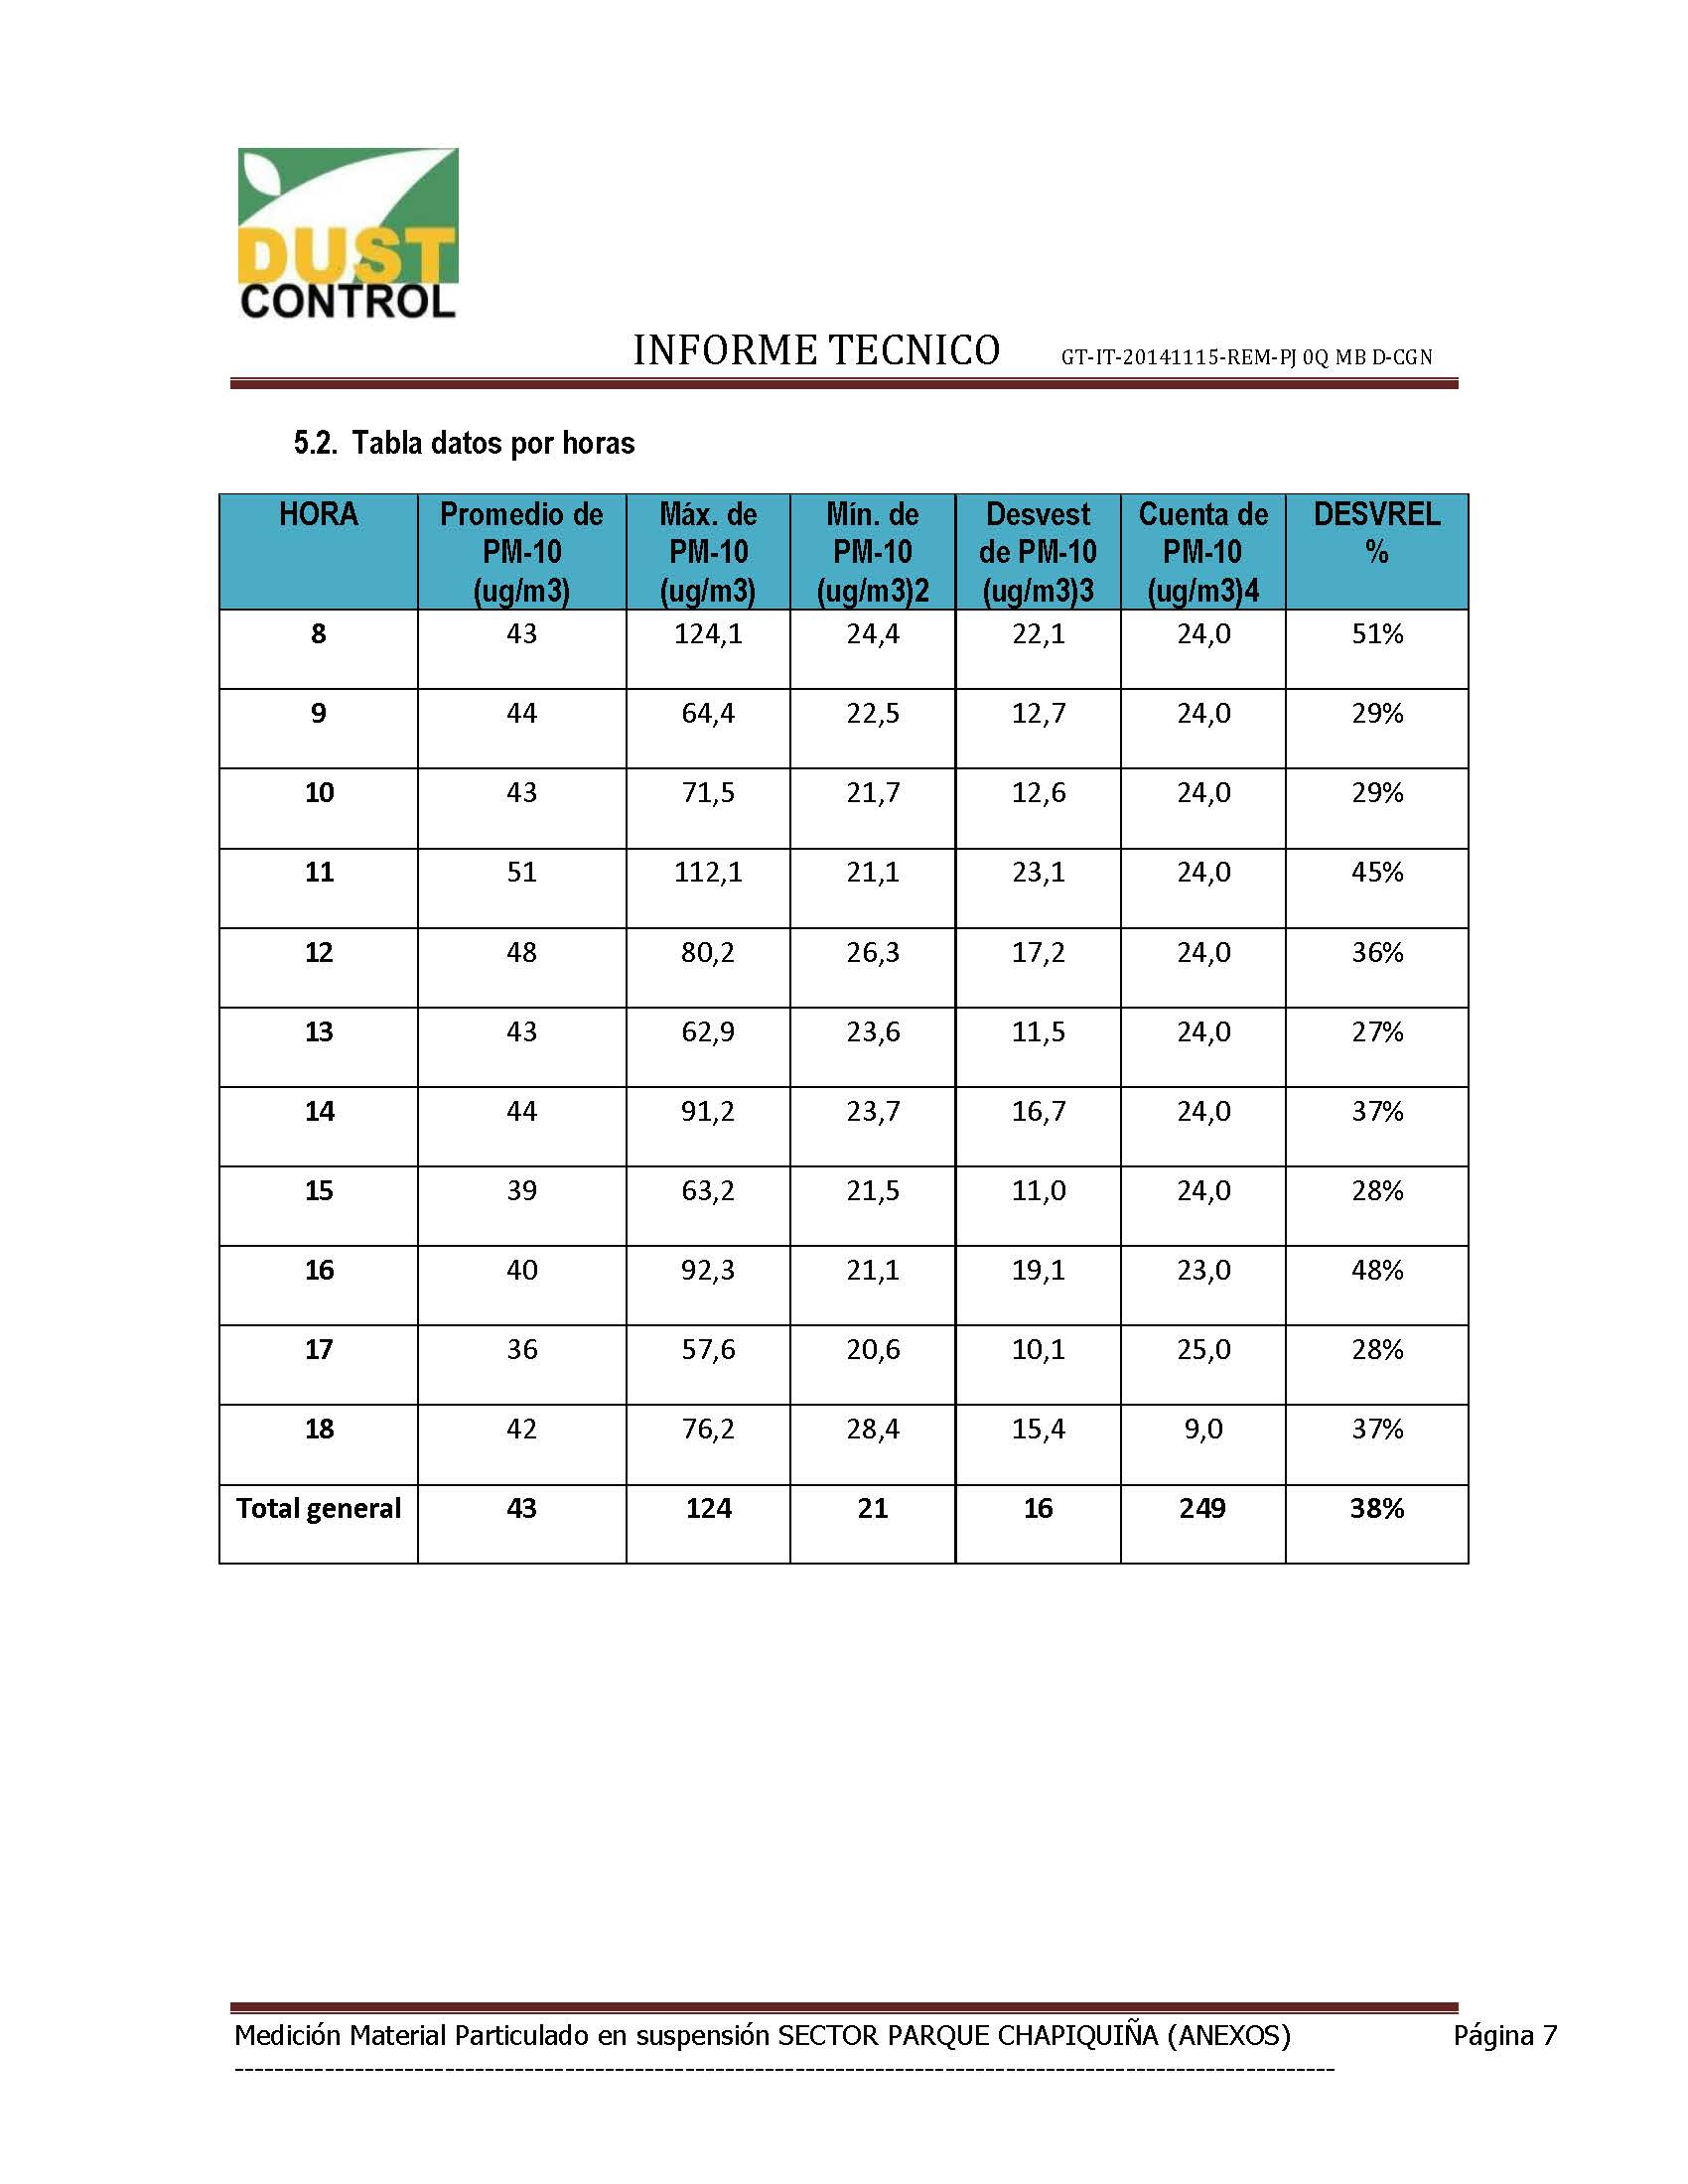 DUST
CONTROL
INFORME TECNICO GT-IT-20141115-REM-PJ 0Q MB D-CGN
5.2. Tabla datos por horas
HORA Promedio de PM-10 (ug/m3) Máx. de PM-10 (ug/m3) Mín. de PM-10 (ug/m3)2 Desvest de PM-10 (ug/m3)3 Cuenta de PM-10 (ug/m3)4 DESVREL %
8 43 124,1 24,4 22,1 24,0 51%
9 44 64,4 22,5 12,7 24,0 29%
10 43 71,5 21,7 12,6 24,0 29%
11 51 112,1 21,1 23,1 24,0 45%
12 48 80,2 26,3 17,2 24,0 36%
13 43 62,9 23,6 11,5 24,0 27%
14 44 91,2 23,7 16,7 24,0 37%
15 39 63,2 21,5 11,0 24,0 28%
16 40 92,3 21,1 19,1 23,0 48%
17 36 57,6 20,6 10,1 25,0 28%
18 42 76,2 28,4 15,4 9,0 37%
Total general 43 124 21 16 249 38%
Medición Material Particulado en suspensión SECTOR PARQUE CHAPIQUIÑA (ANEXOS) Página 7